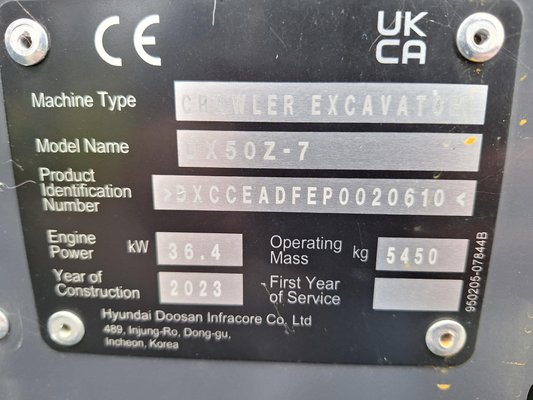 CE UK CA
Machine Type CRAWLER EXCAVATOR
Model Name DX50Z-7
Product Identification Number >DXCCEADFEP0020610<
Engine Power kW 36.4 Operating Mass kg 5450
Year of Construction 2023 First Year of Service
Hyundai Doosan Infracore Co., Ltd
489, Injung-Ro, Dong-gu,
Incheon, Korea
950205-07844B